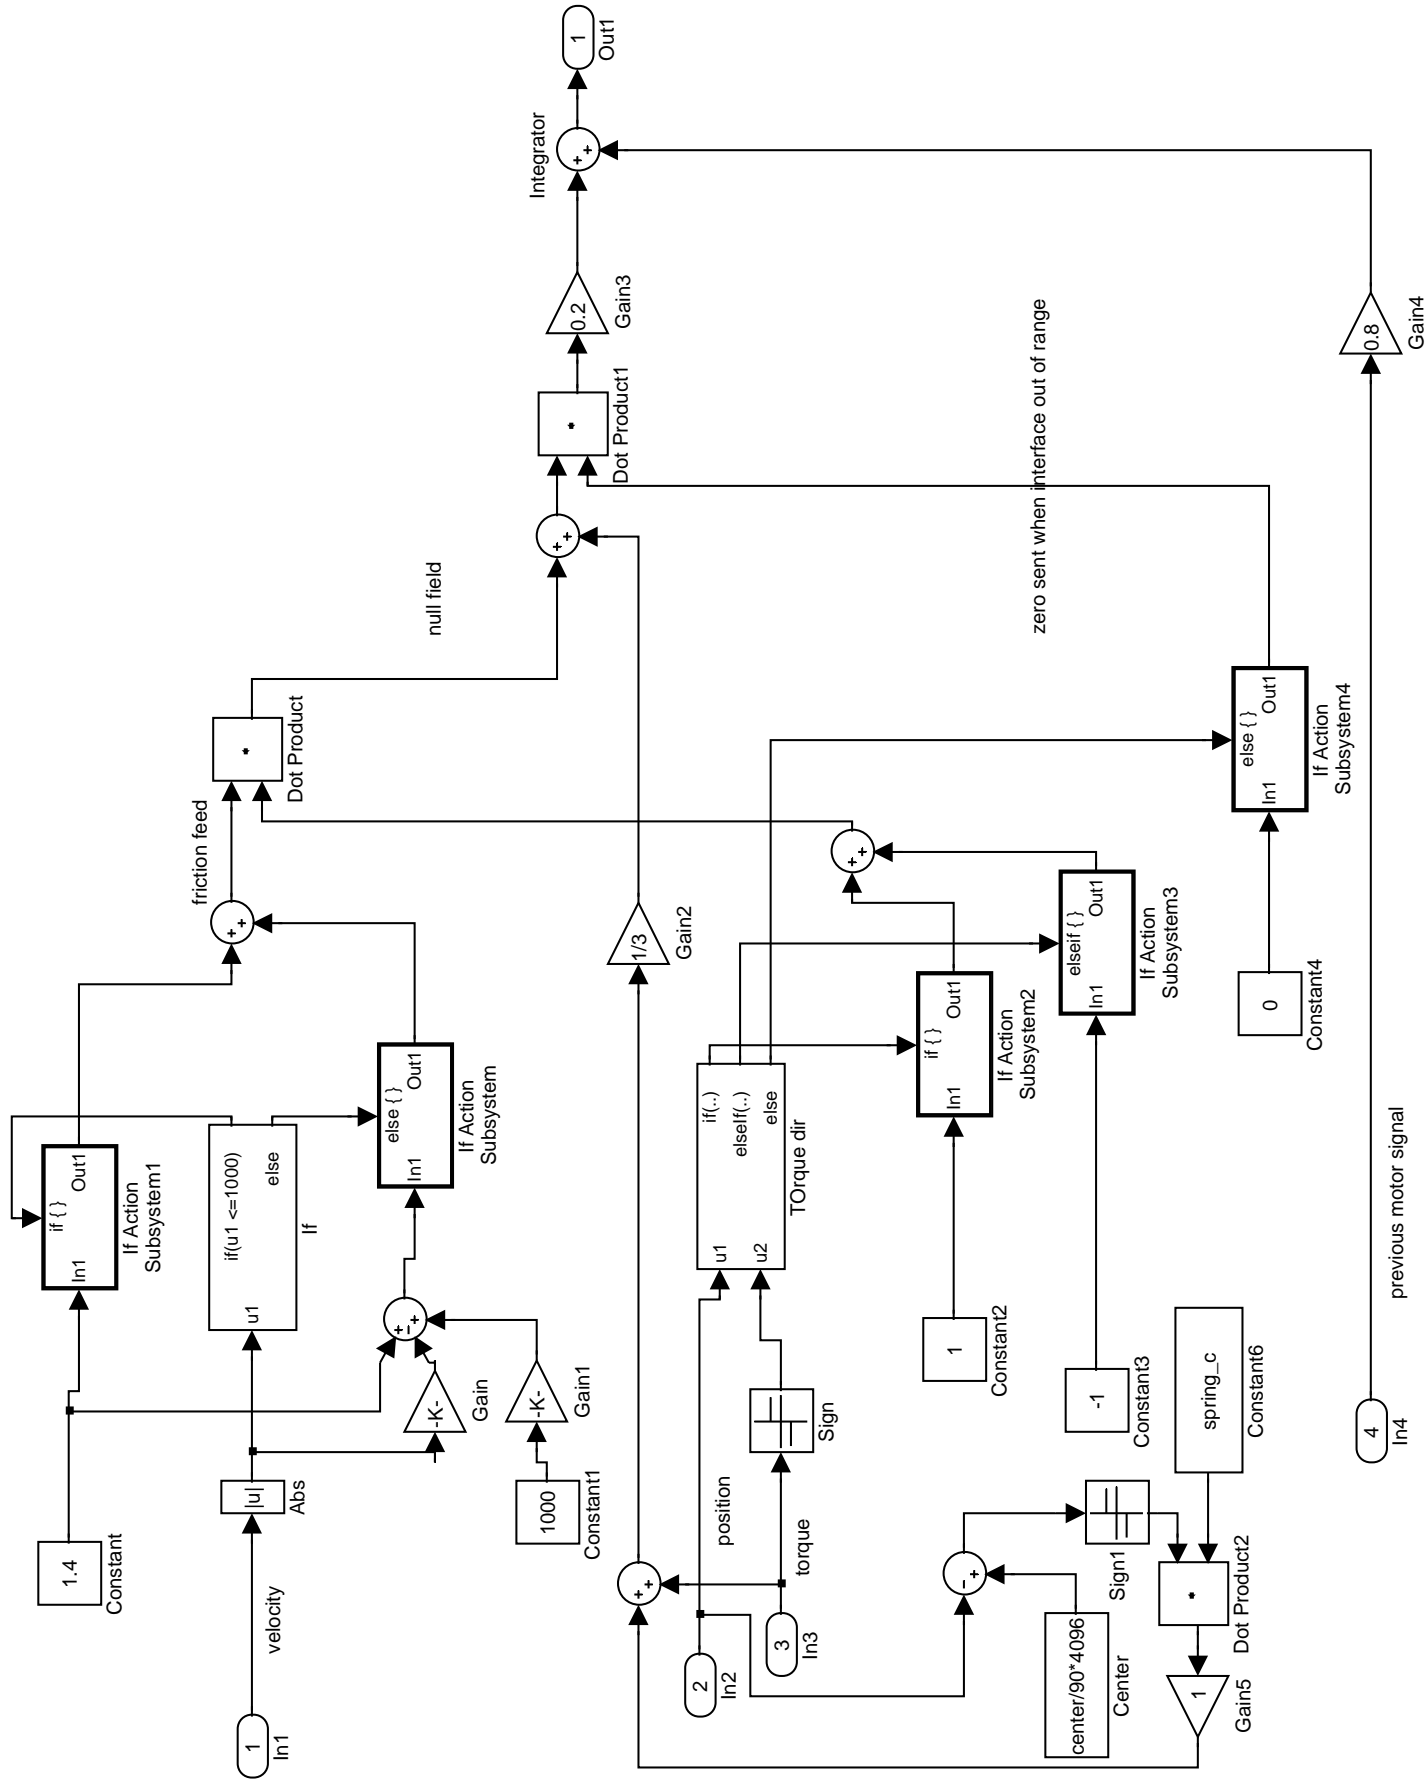 1
In1
velocity
|u|
Abs
1.4
Constant
if { }
In1
Out1
If Action
Subsystem1
u1
if(u1 <=1000)
else
If
-K-
Gain
-K-
Gain1
1000
Constant1
else { }
In1
Out1
If Action
Subsystem
friction feed
Dot Product
null field
2
In2
position
3
In3
torque
Sign
u1
u2
if(..)
elseIf(..)
else
TOrque dir
1/3
Gain2
1
Constant2
if { }
In1
Out1
If Action
Subsystem2
-1
Constant3
elseif { }
In1
Out1
If Action
Subsystem3
0
Constant4
else { }
In1
Out1
If Action
Subsystem4
zero sent when interface out of range
center/90*4096
Center
Sign1
spring_c
Constant6
Dot Product2
1
Gain5
4
In4
previous motor signal
0.8
Gain4
Dot Product1
0.2
Gain3
Integrator
1
Out1